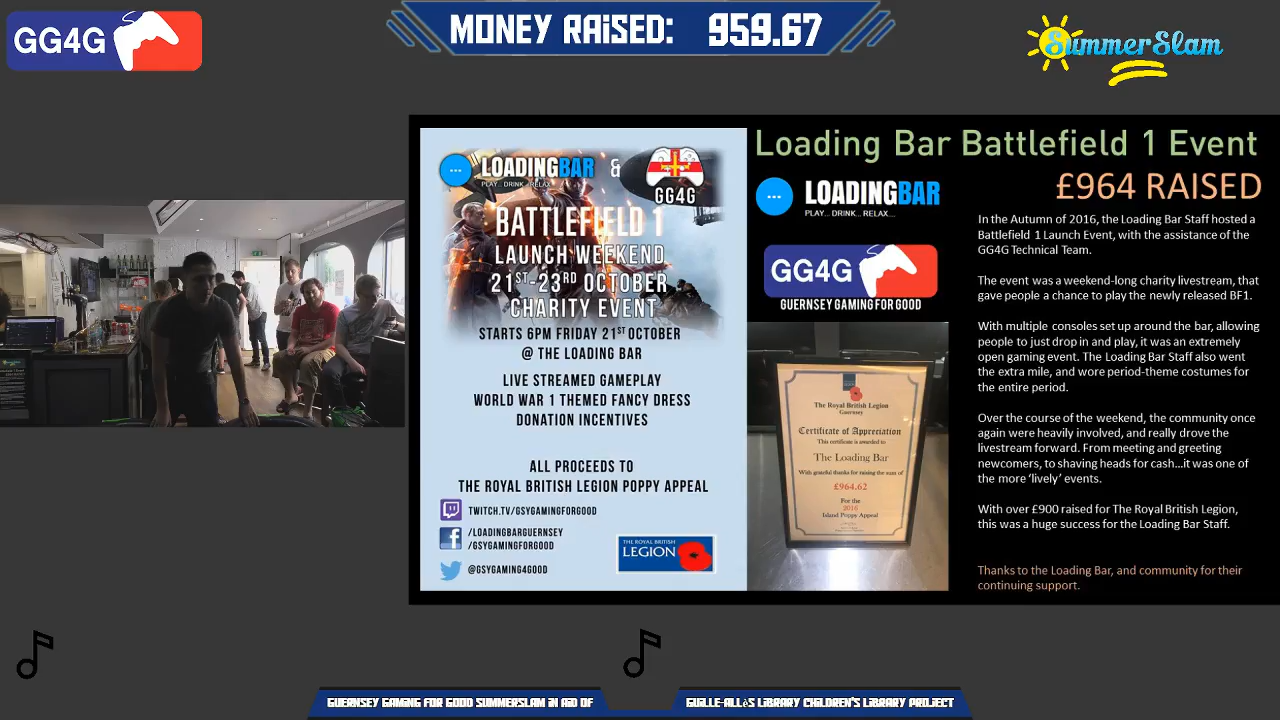 GG4G
MONEY RAISED: 959.67
SummerSlam
LOADINGBAR &
PLAY... DRINK... RELAX...
GG4G
BATTLEFIELD 1
LAUNCH WEEKEND
21ST-23RD OCTOBER
CHARITY EVENT
STARTS 6PM FRIDAY 21ST OCTOBER
@ THE LOADING BAR
LIVE STREAMED GAMEPLAY
WORLD WAR 1 THEMED FANCY DRESS
DONATION INCENTIVES
ALL PROCEEDS TO
THE ROYAL BRITISH LEGION POPPY APPEAL
TWITCH.TV/GSYGAMINGFORGOOD
/LOADINGBARGUERNSEY
/GSYGAMINGFORGOOD
@GSYGAMING4GOOD
THE ROYAL BRITISH
LEGION
Loading Bar Battlefield 1 Event
£964 RAISED
LOADINGBAR
PLAY... DRINK... RELAX....
GG4G
GUERNSEY GAMING FOR GOOD
The Royal British Legion
Guernsey
Certificate of Appreciation
This certificate is awarded to
The Loading Bar
With grateful thanks for raising the sum of
£964.62
For the
2016
Island Poppy Appeal
In the Autumn of 2016, the Loading Bar Staff hosted a
Battlefield 1 Launch Event, with the assistance of the
GG4G Technical Team.
The event was a weekend-long charity livestream, that
gave people a chance to play the newly released BF1.
With multiple consoles set up around the bar, allowing
people to just drop in and play, it was an extremely
open gaming event. The Loading Bar Staff also went
the extra mile, and wore period-theme costumes for
the entire period.
Over the course of the weekend, the community once
again were heavily involved, and really drove the
livestream forward. From meeting and greeting
newcomers, to shaving heads for cash...it was one of
the more 'lively' events.
With over £900 raised for The Royal British Legion,
this was a huge success for the Loading Bar Staff.
Thanks to the Loading Bar, and community for their
continuing support.
GUERNSEY GAMING FOR GOOD SUMMERSLAM IN AID OF
GUILLE-ALLèS LIBRARY CHILDREN'S LIBRARY PROJECT